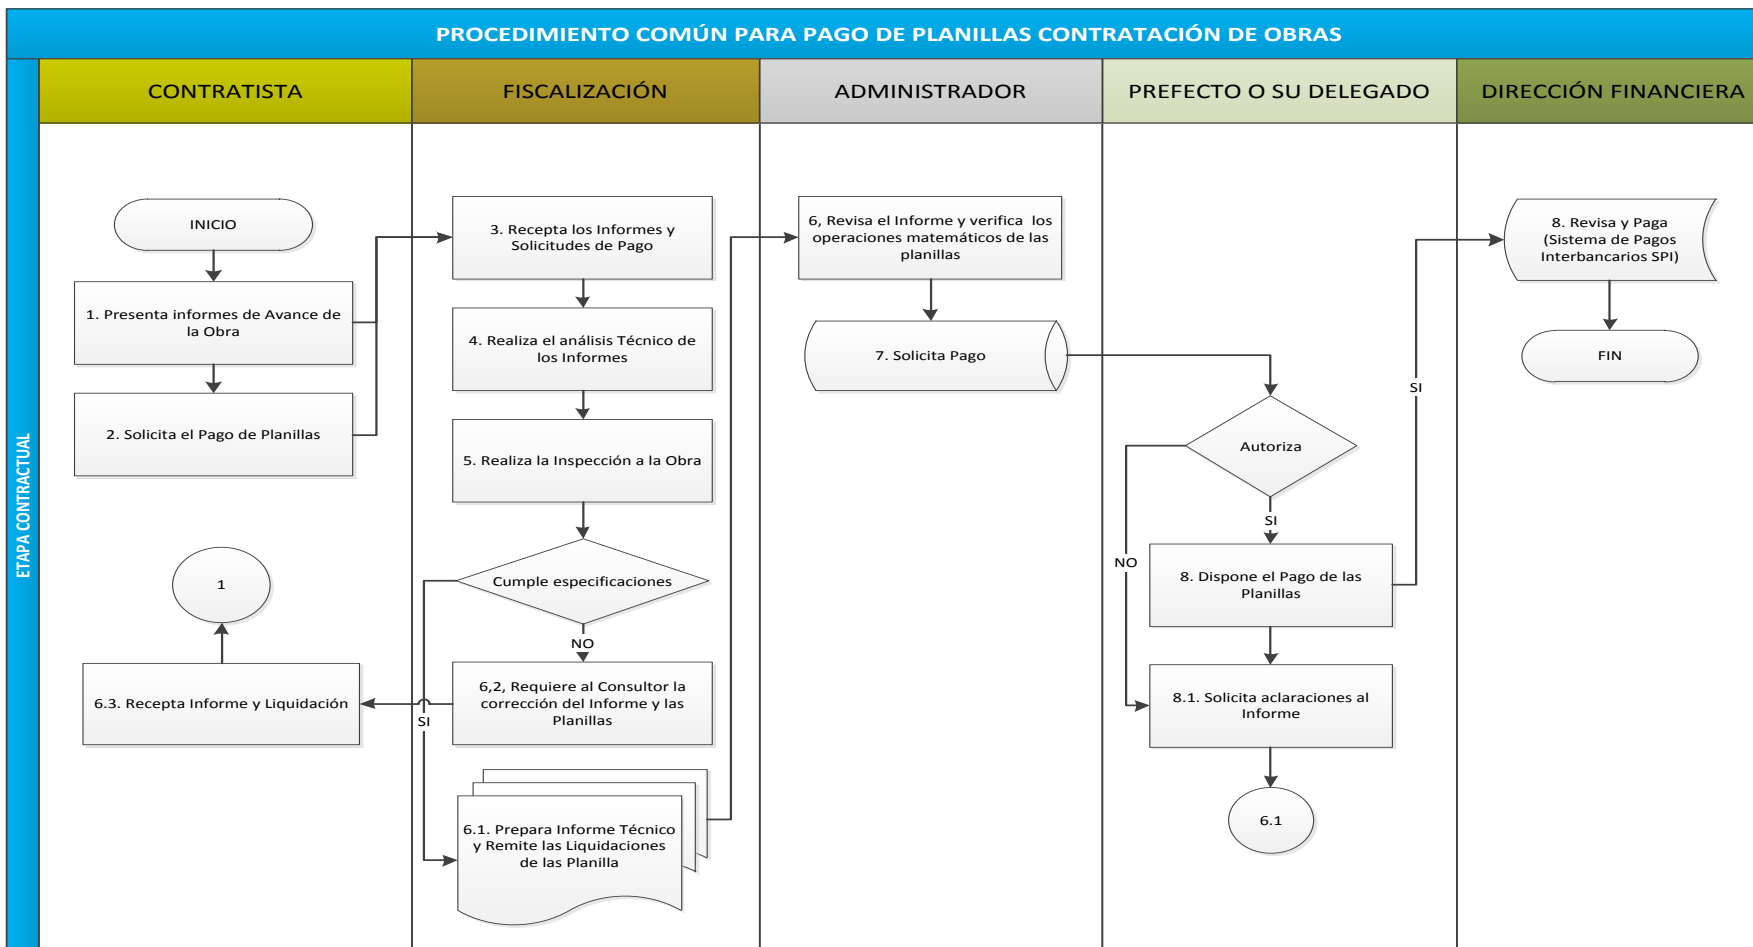 PROCEDIMIENTO COMÚN PARA PAGO DE PLANILLAS CONTRATACIÓN DE OBRAS
ETAPA CONTRACTUAL
CONTRATISTA
FISCALIZACIÓN
ADMINISTRADOR
PREFECTO O SU DELEGADO
DIRECCIÓN FINANCIERA
INICIO
1. Presenta informes de Avance de
la Obra
2. Solicita el Pago de Planillas
1
6.3. Recepta Informe y Liquidación
3. Recepta los Informes y
Solicitudes de Pago
4. Realiza el análisis Técnico de
los Informes
5. Realiza la Inspección a la Obra
Cumple especificaciones
NO
SI
6,2, Requiere al Consultor la
corrección del Informe y las
Planillas
6.1. Prepara Informe Técnico
y Remite las Liquidaciones
de las Planilla
6, Revisa el Informe y verifica los
operaciones matemáticos de las
planillas
7. Solicita Pago
Autoriza
SI
NO
8. Dispone el Pago de las
Planillas
8.1. Solicita aclaraciones al
Informe
6.1
SI
8. Revisa y Paga
(Sistema de Pagos
Interbancarios SPI)
FIN